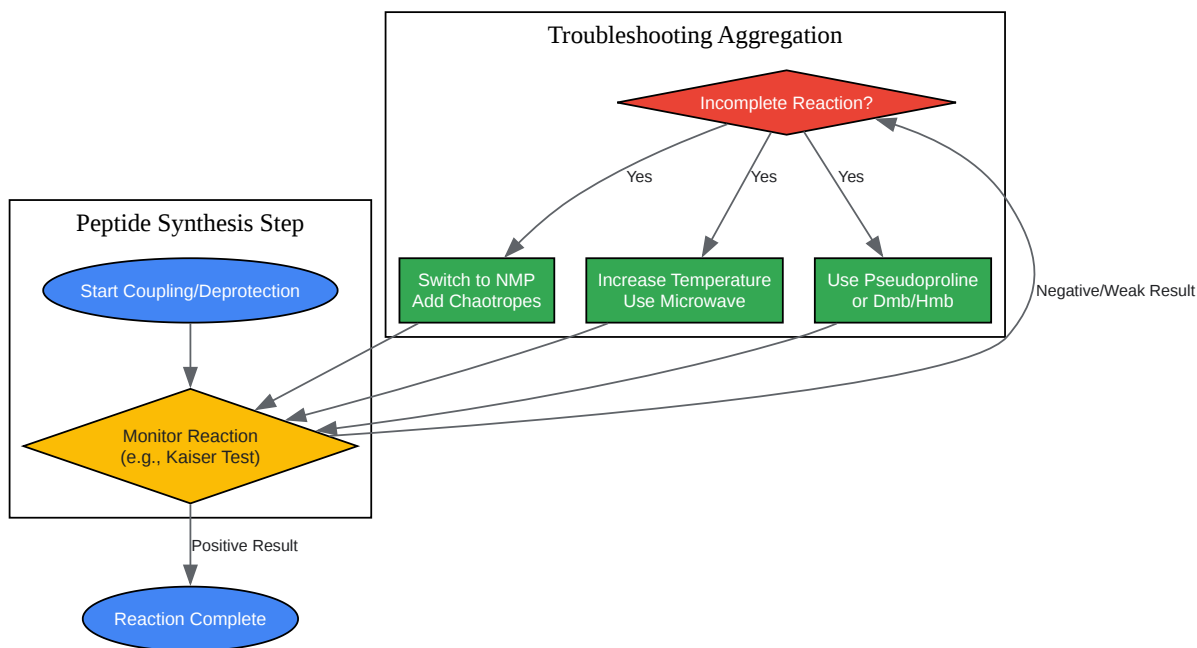 Troubleshooting Aggregation
Incomplete Reaction?
Yes
Yes
Yes
Peptide Synthesis Step
Start Coupling/Deprotection
Switch to NMP
Add Chaotropes
Increase Temperature
Use Microwave
Use Pseudoproline
or Dmb/Hmb
Negative/Weak Result
Monitor Reaction
(e.g., Kaiser Test)
Positive Result
Reaction Complete